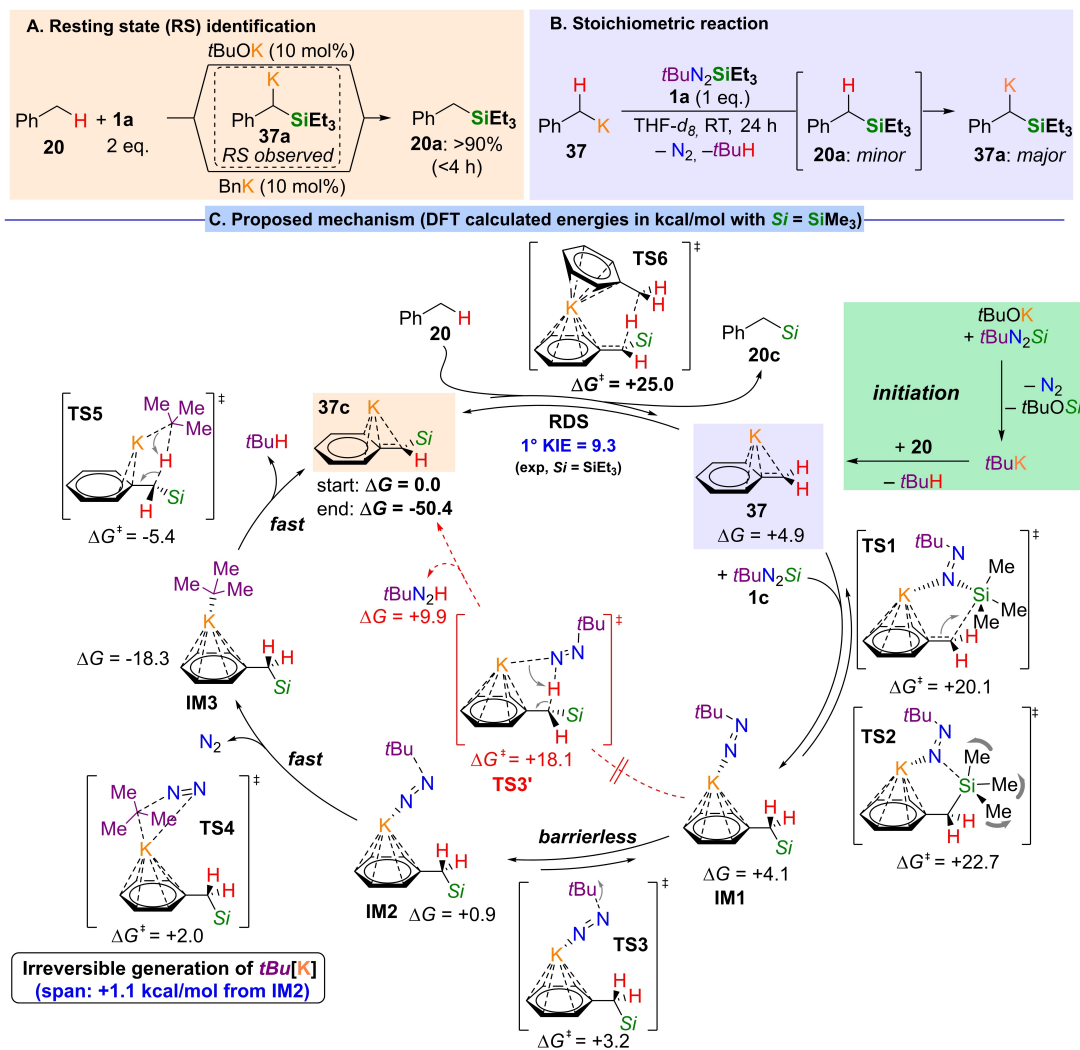 A. Resting state (RS) identification
tBuOK (10 mol%)
Ph
H
20
+ 1a
2 eq.
K
Ph
SiEt3
37a
RS observed
BnK (10 mol%)
Ph
SiEt3
20a: >90%
(<4 h)
B. Stoichiometric reaction
H
Ph
K
37
tBuN2SiEt3
1a (1 eq.)
THF-d8, RT, 24 h
– N2, –tBuH
H
Ph
SiEt3
20a: minor
K
Ph
SiEt3
37a: major
C. Proposed mechanism (DFT calculated energies in kcal/mol with Si = SiMe3)
TS6
‡
H
H
H
K
Si
H
ΔG‡ = +25.0
Ph
H
20
Ph
Si
20c
RDS
1° KIE = 9.3
(exp, Si = SiEt3)
tBuOK
+ tBuN2Si
initiation
– N2
– tBuOSi
tBuK
+ 20
– tBuH
37c
K
Si
H
start: ΔG = 0.0
end: ΔG = -50.4
K
H
H
37
ΔG = +4.9
+ tBuN2Si
1c
TS1
‡
tBu
N
N
K
Si
Me
Me
Me
H
H
ΔG‡ = +20.1
TS2
‡
tBu
N
N
K
Si
Me
Me
Me
H
H
ΔG‡ = +22.7
tBu
N
N
K
H
H
Si
IM1
ΔG = +4.1
TS3'
‡
tBu
N
N
K
H
Si
H
ΔG‡ = +18.1
tBuN2H
ΔG = +9.9
barrierless
TS3
‡
tBu
N
N
K
H
H
Si
ΔG‡ = +3.2
tBu
N
N
K
H
H
Si
IM2
ΔG = +0.9
fast
N2
TS4
‡
Me
Me
Me
N
N
K
H
H
Si
ΔG‡ = +2.0
Irreversible generation of tBu[K]
(span: +1.1 kcal/mol from IM2)
Me
Me
Me
K
H
H
Si
IM3
ΔG = -18.3
fast
tBuH
TS5
‡
Me
Me
Me
K
H
H
Si
ΔG‡ = -5.4